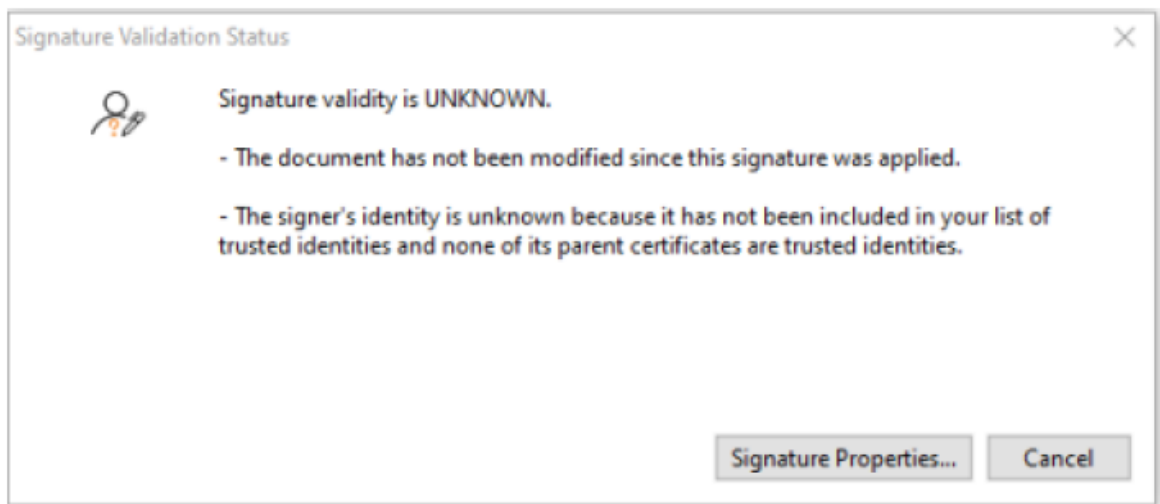 Signature Validation Status
Signature validity is UNKNOWN.
- The document has not been modified since this signature was applied.
- The signer's identity is unknown because it has not been included in your list of
trusted identities and none of its parent certificates are trusted identities.
Signature Properties...
Cancel